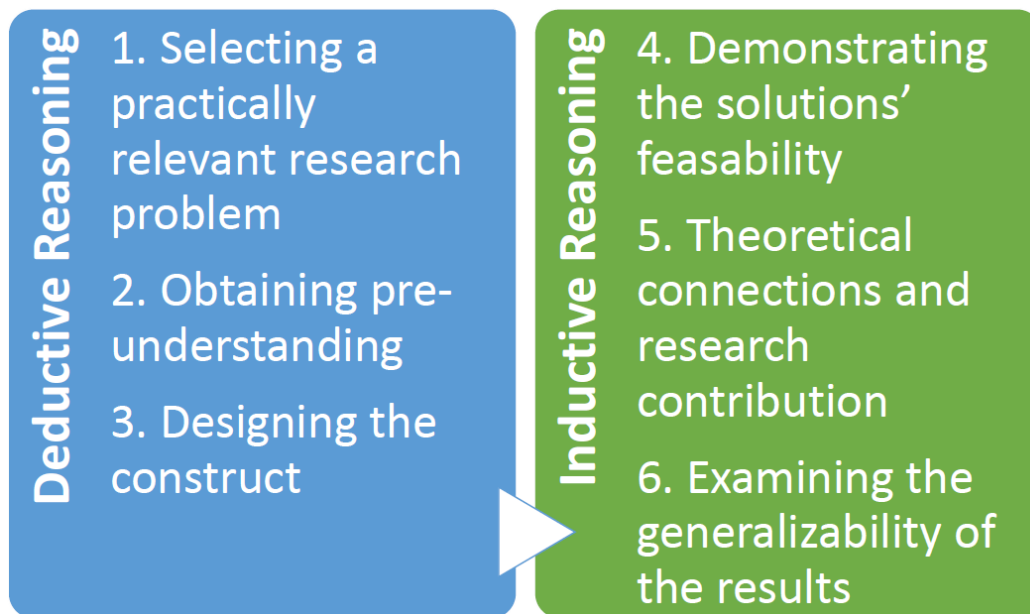 Deductive Reasoning
1. Selecting a
practically
relevant research
problem
2. Obtaining pre-
understanding
3. Designing the
construct
Inductive Reasoning
4. Demonstrating
the solutions’
feasability
5. Theoretical
connections and
research
contribution
6. Examining the
generalizability of
the results